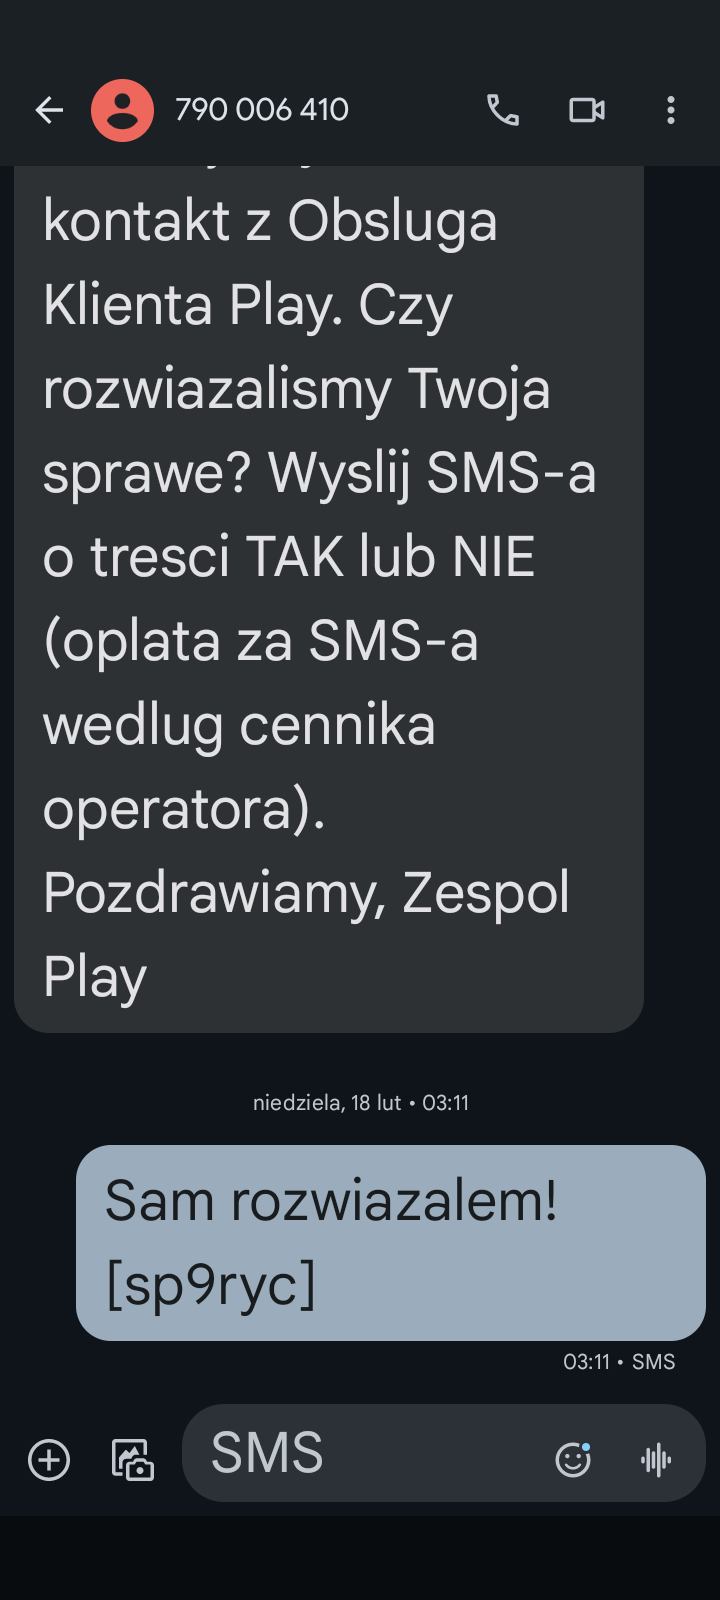 790 006 410
kontakt z Obsluga
Klienta Play. Czy
rozwiazalismy Twoja
sprawe? Wyslij SMS-a
o tresci TAK lub NIE
(oplata za SMS-a
wedlug cennika
operatora).
Pozdrawiamy, Zespol
Play
niedziela, 18 lut • 03:11
Sam rozwiazalem!
[sp9ryc]
03:11 • SMS
SMS